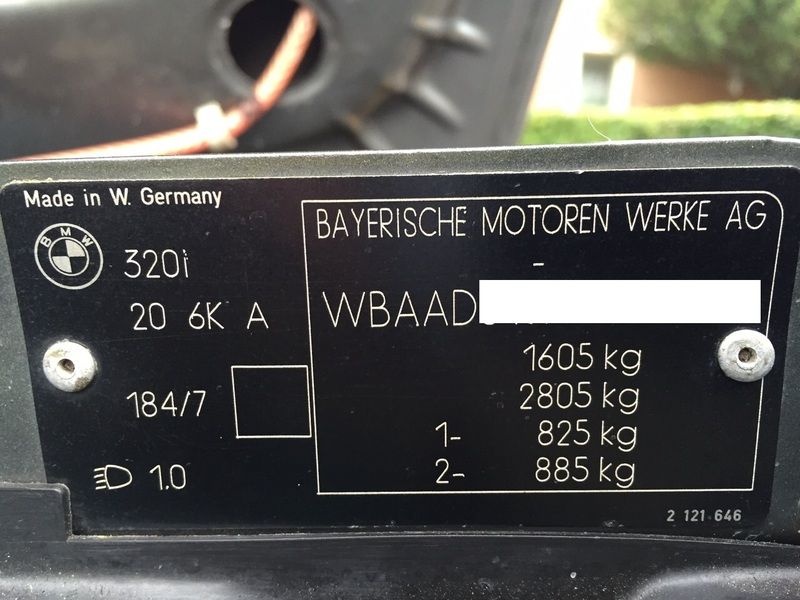 Made in W. Germany
BMW
320i
20 6K A
184/7
1.0
BAYERISCHE MOTOREN WERKE AG
-
WBAAD
1605 kg
2805 kg
1- 825 kg
2- 885 kg
2 121 646